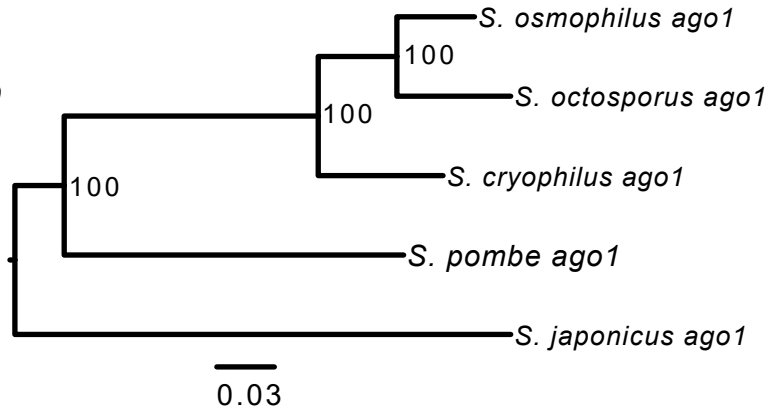 S. osmophilus ago1
100
S. octosporus ago1
100
S. cryophilus ago1
100
S. pombe ago1
S. japonicus ago1
0.03